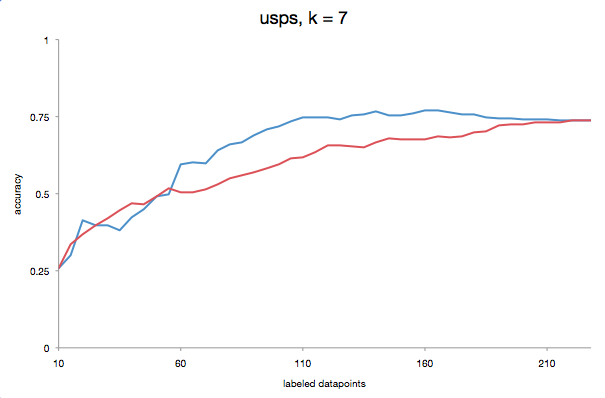 usps, k = 7
1
0.75
0.5
0.25
0
accuracy
10 60 110 160 210
labeled datapoints